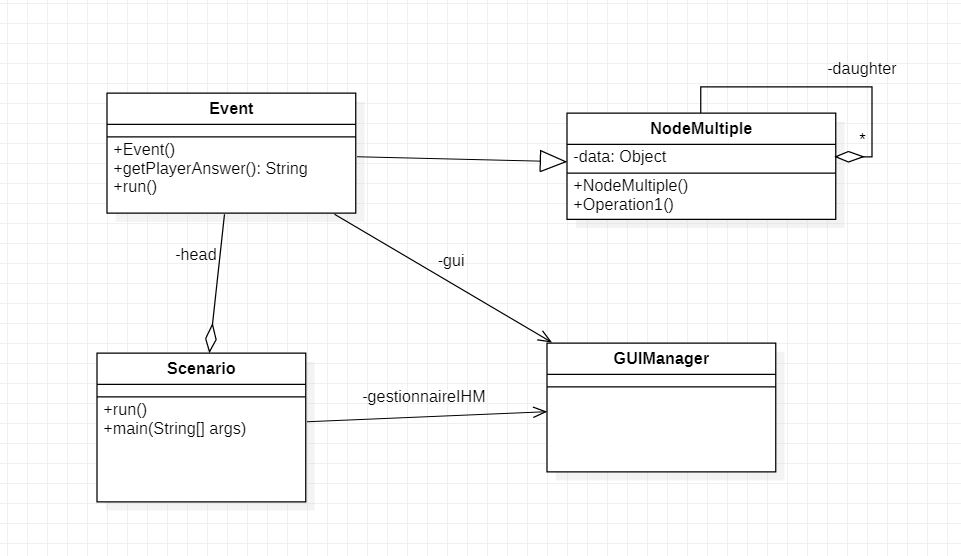 -daughter
Event
+Event()
+getPlayerAnswer(): String
+run()
NodeMultiple
*
-data: Object
+NodeMultiple()
+Operation1()
-head
-gui
Scenario
+run()
+main(String[] args)
-gestionnaireIHM
GUIManager